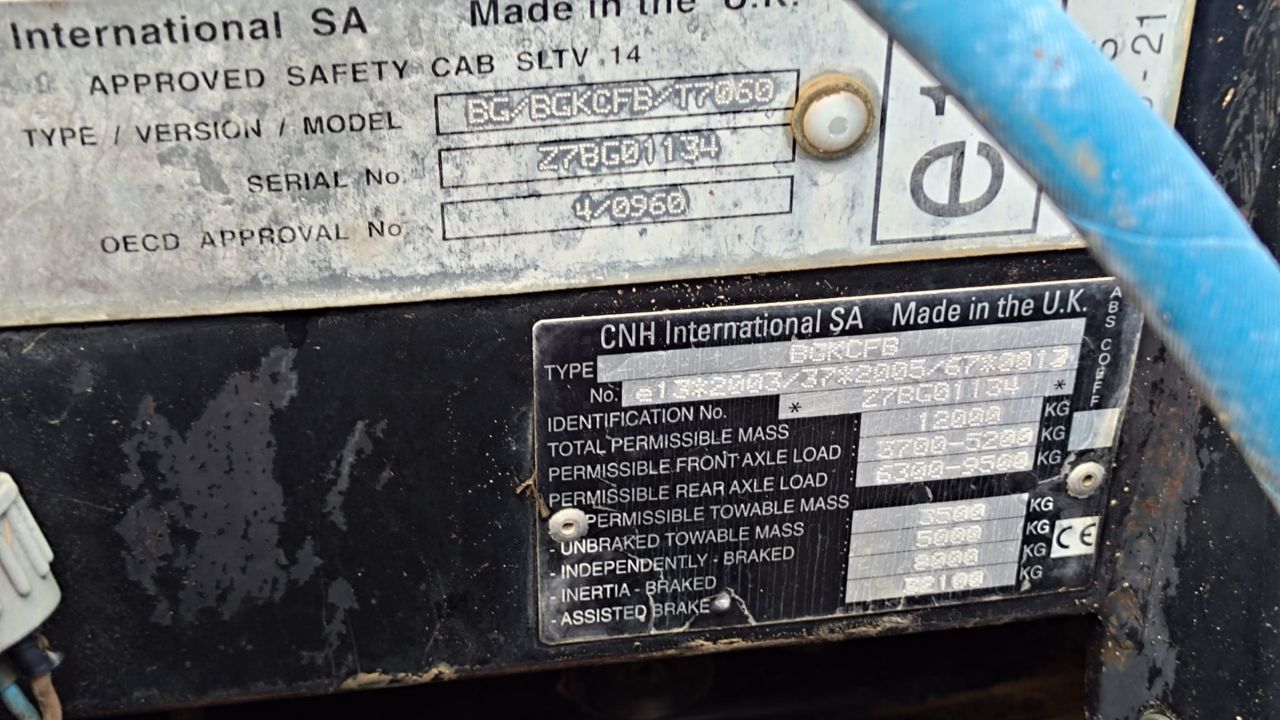 International SA Made in the U.K.
APPROVED SAFETY CAB SLTV 14
TYPE / VERSION / MODEL BG/BGKCFB/T7060
SERIAL No. Z7BG01134
OECD APPROVAL No. 4/0960
e1
21
CNH International SA Made in the U.K.
TYPE BGKCFB
No. e13*2003/37*2005/67*0013
IDENTIFICATION No. * Z7BG01134 *
TOTAL PERMISSIBLE MASS 12000 KG
PERMISSIBLE FRONT AXLE LOAD 3700-5200 KG
PERMISSIBLE REAR AXLE LOAD 6300-9500 KG
PERMISSIBLE TOWABLE MASS
- UNBRAKED TOWABLE MASS 3500 KG
- INDEPENDENTLY - BRAKED 5000 KG
- INERTIA - BRAKED 8000 KG
- ASSISTED BRAKE 32100 KG
ABS COEFF
CE